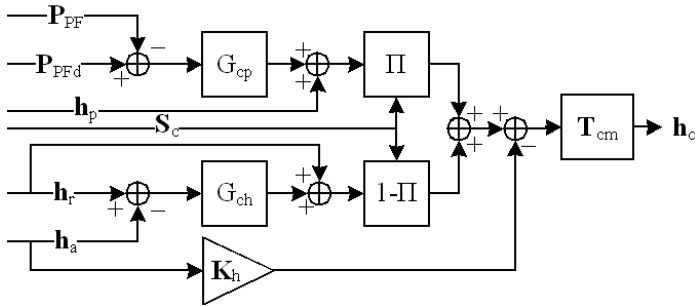 P_PF
−
P_PFd + G_cp + + Π
h_p
S_c
+ + + − T_cm h_c
h_r + − G_ch + + 1-Π
h_a
K_h